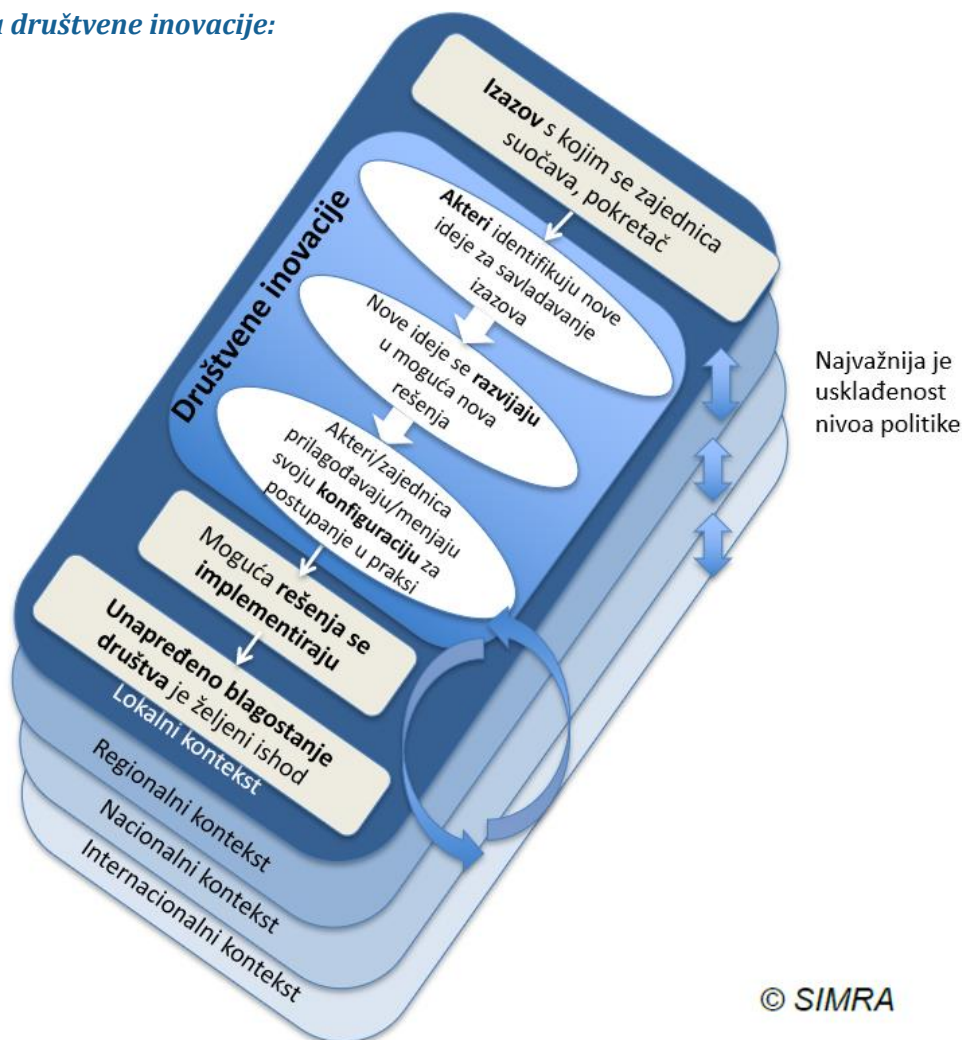 u društvene inovacije:
Izazov s kojim se zajednica
suočava, pokretač
Društvene inovacije
Akteri identifikuju nove
ideje za savladavanje
izazova
Nove ideje se razvijaju
u moguća nova
rešenja
Akteri/zajednica
prilagođavaju/menjaju
svoju konfiguraciju za
postupanje u praksi
Moguća rešenja se
implementiraju
Unapređeno blagostanje
društva je željeni ishod
Lokalni kontekst
Regionalni kontekst
Nacionalni kontekst
Internacionalni kontekst
Najvažnija je
usklađenost
nivoa politike
© SIMRA